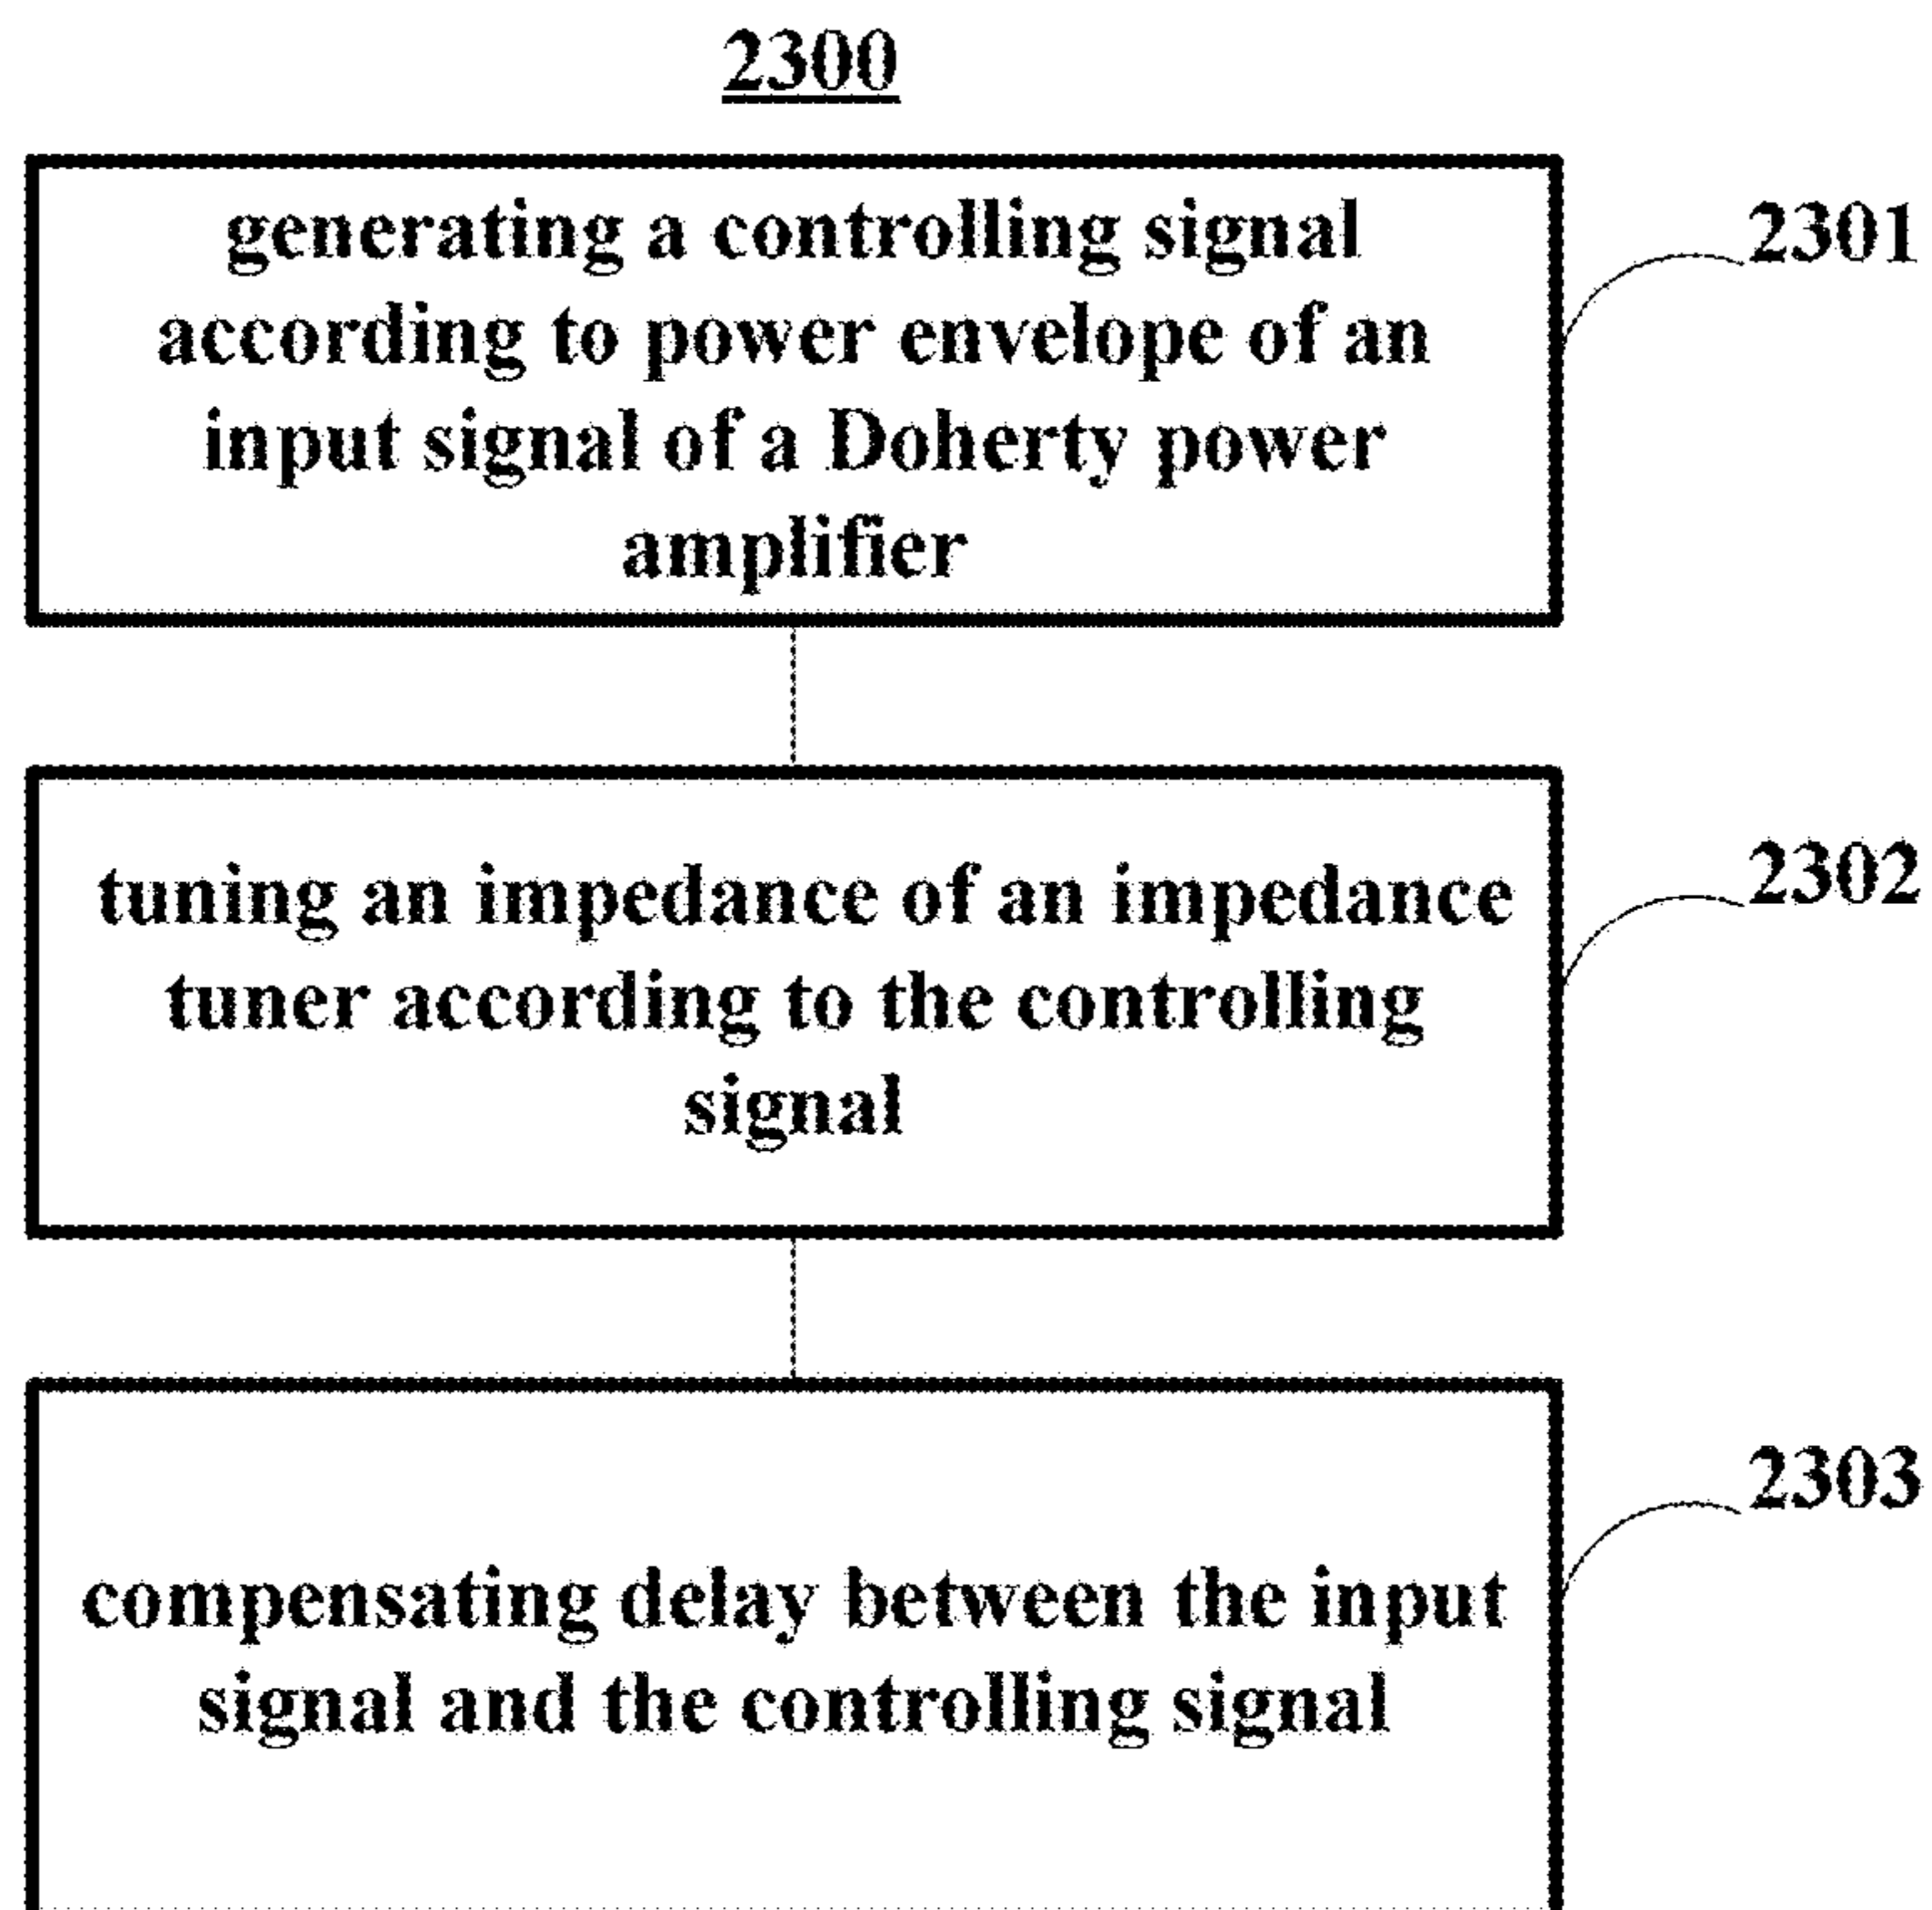 2300
generating a controlling signal
according to power envelope of an
input signal of a Doherty power
amplifier
2301
tuning an impedance of an impedance
tuner according to the controlling
signal
2302
compensating delay between the input
signal and the controlling signal
2303